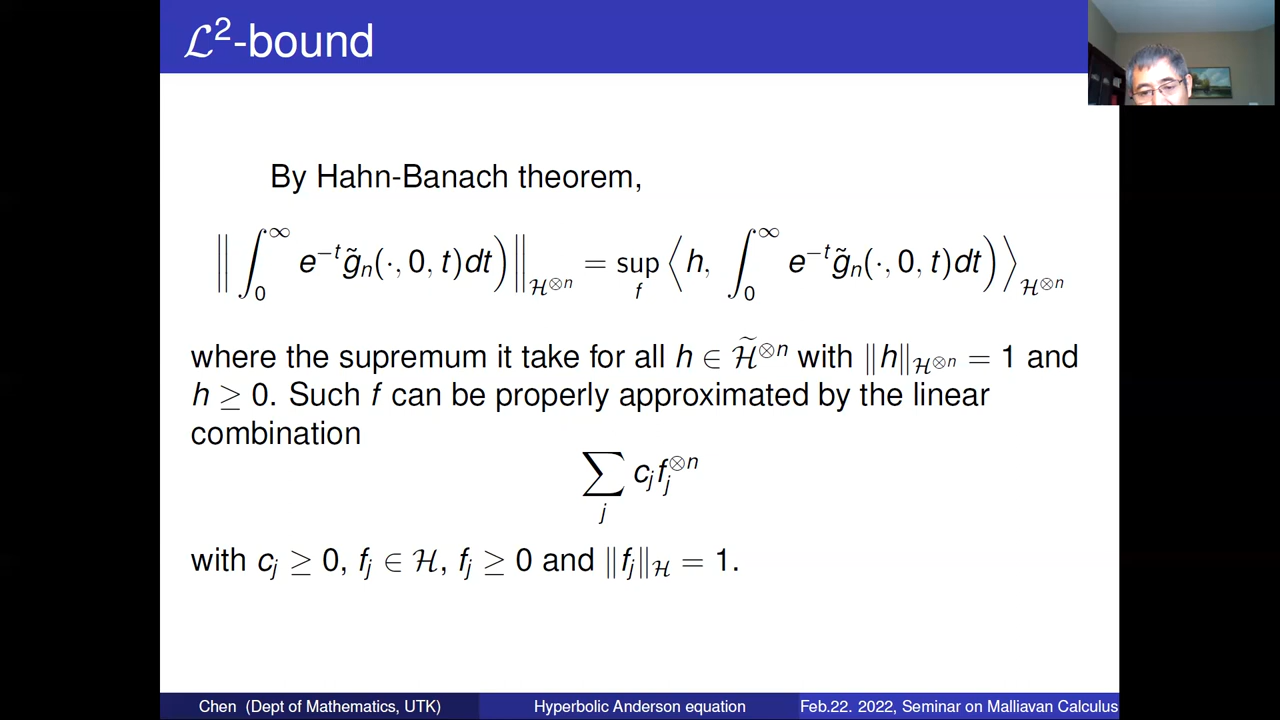 ℒ²-bound
By Hahn-Banach theorem,
‖∫₀^∞ e^{−t} g̃ₙ(·, 0, t)dt)‖_{ℋ^{⊗n}} = sup_f ⟨h, ∫₀^∞ e^{−t} g̃ₙ(·, 0, t)dt)⟩_{ℋ^{⊗n}}
where the supremum it take for all h ∈ ℋ̃^{⊗n} with ‖h‖_{ℋ^{⊗n}} = 1 and
h ≥ 0. Such f can be properly approximated by the linear
combination
∑_j c_j f_j^{⊗n}
with c_j ≥ 0, f_j ∈ ℋ, f_j ≥ 0 and ‖f_j‖_ℋ = 1.
Chen (Dept of Mathematics, UTK) Hyperbolic Anderson equation Feb.22. 2022, Seminar on Malliavan Calculus